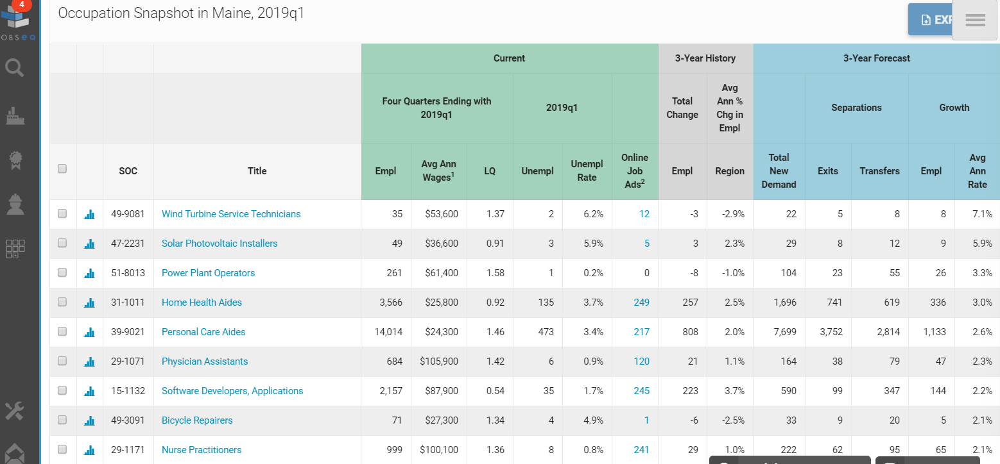 4
OBSEQ
Occupation Snapshot in Maine, 2019q1
Current 3-Year History 3-Year Forecast
Four Quarters Ending with 2019q1 2019q1 Total Change Avg Ann % Chg in Empl Separations Growth
SOC Title Empl Avg Ann Wages1 LQ Unempl Unempl Rate Online Job Ads2 Empl Region Total New Demand Exits Transfers Empl Avg Ann Rate
49-9081 Wind Turbine Service Technicians 35 $53,600 1.37 2 6.2% 12 -3 -2.9% 22 5 8 8 7.1%
47-2231 Solar Photovoltaic Installers 49 $36,600 0.91 3 5.9% 5 3 2.3% 29 8 12 9 5.9%
51-8013 Power Plant Operators 261 $61,400 1.58 1 0.2% 0 -8 -1.0% 104 23 55 26 3.3%
31-1011 Home Health Aides 3,566 $25,800 0.92 135 3.7% 249 257 2.5% 1,696 741 619 336 3.0%
39-9021 Personal Care Aides 14,014 $24,300 1.46 473 3.4% 217 808 2.0% 7,699 3,752 2,814 1,133 2.6%
29-1071 Physician Assistants 684 $105,900 1.42 6 0.9% 120 21 1.1% 164 38 79 47 2.3%
15-1132 Software Developers, Applications 2,157 $87,900 0.54 35 1.7% 245 223 3.7% 590 99 347 144 2.2%
49-3091 Bicycle Repairers 71 $27,300 1.34 4 4.9% 1 -6 -2.5% 33 9 20 5 2.1%
29-1171 Nurse Practitioners 999 $100,100 1.36 8 0.8% 241 29 1.0% 222 62 95 65 2.1%